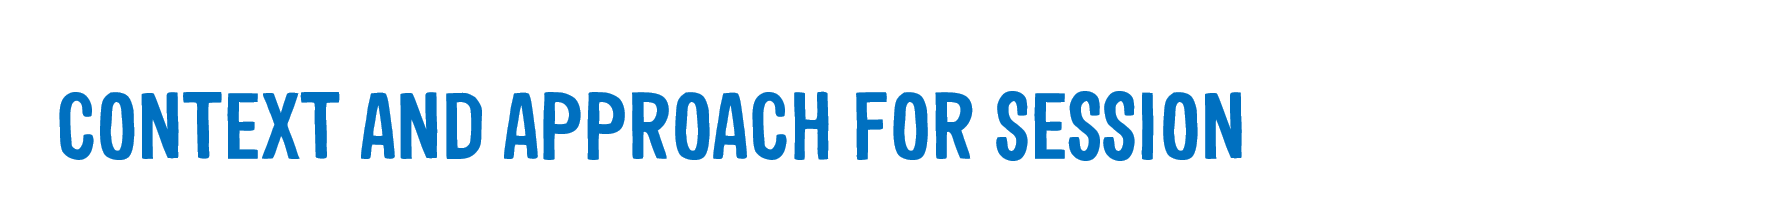 CONTEXT AND APPROACH FOR SESSION